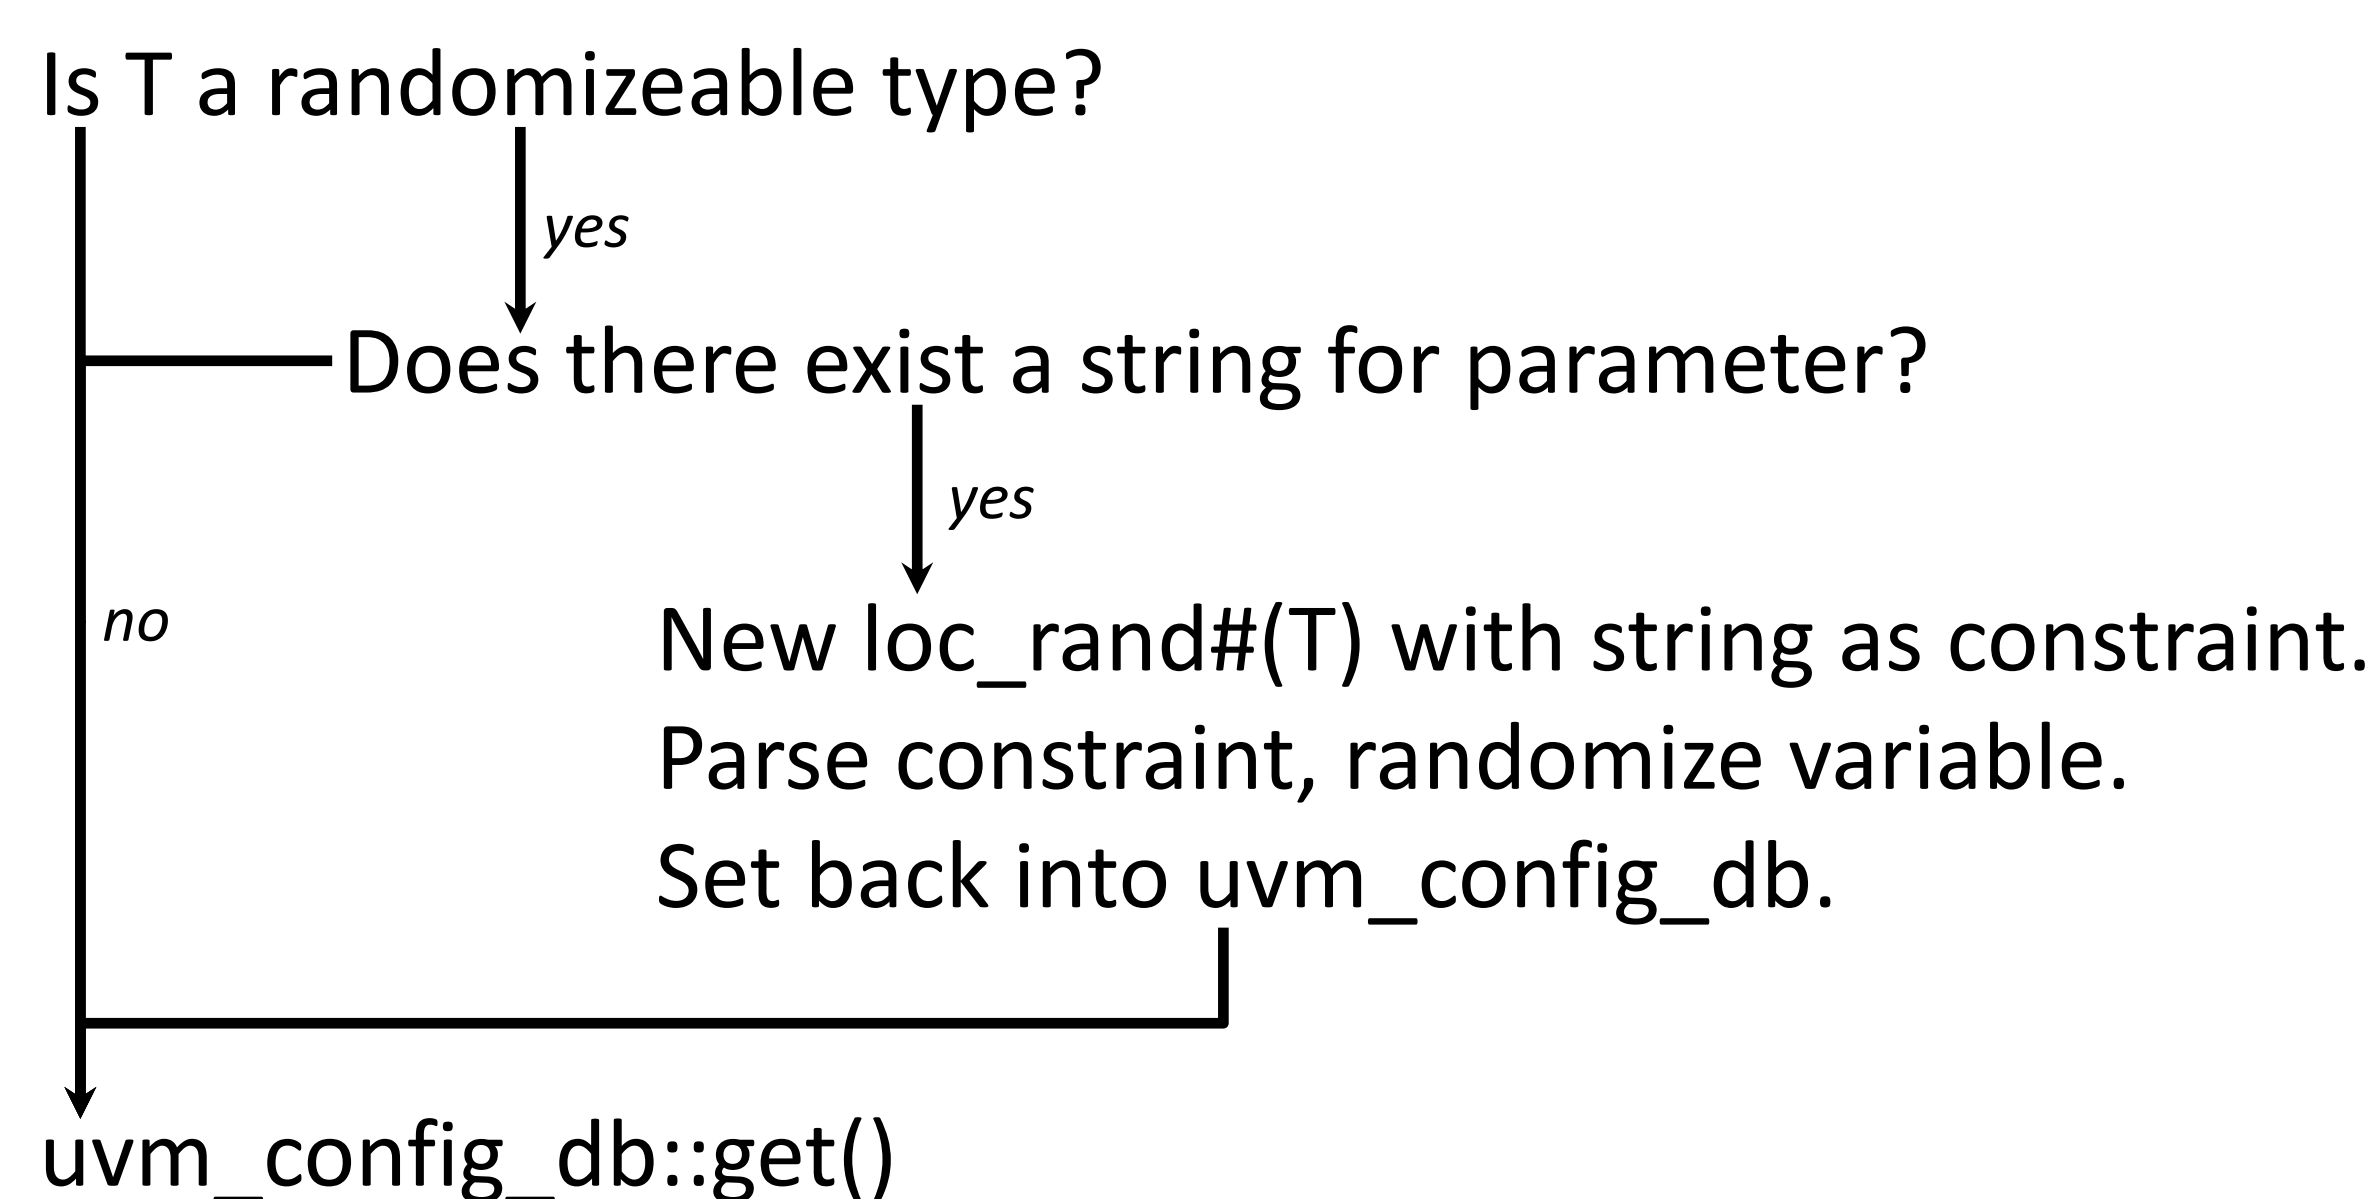 Is T a randomizeable type?
yes
Does there exist a string for parameter?
yes
New loc_rand#(T) with string as constraint.
no
Parse constraint, randomize variable.
Set back into uvm_config_db.
uvm_config_db::get()